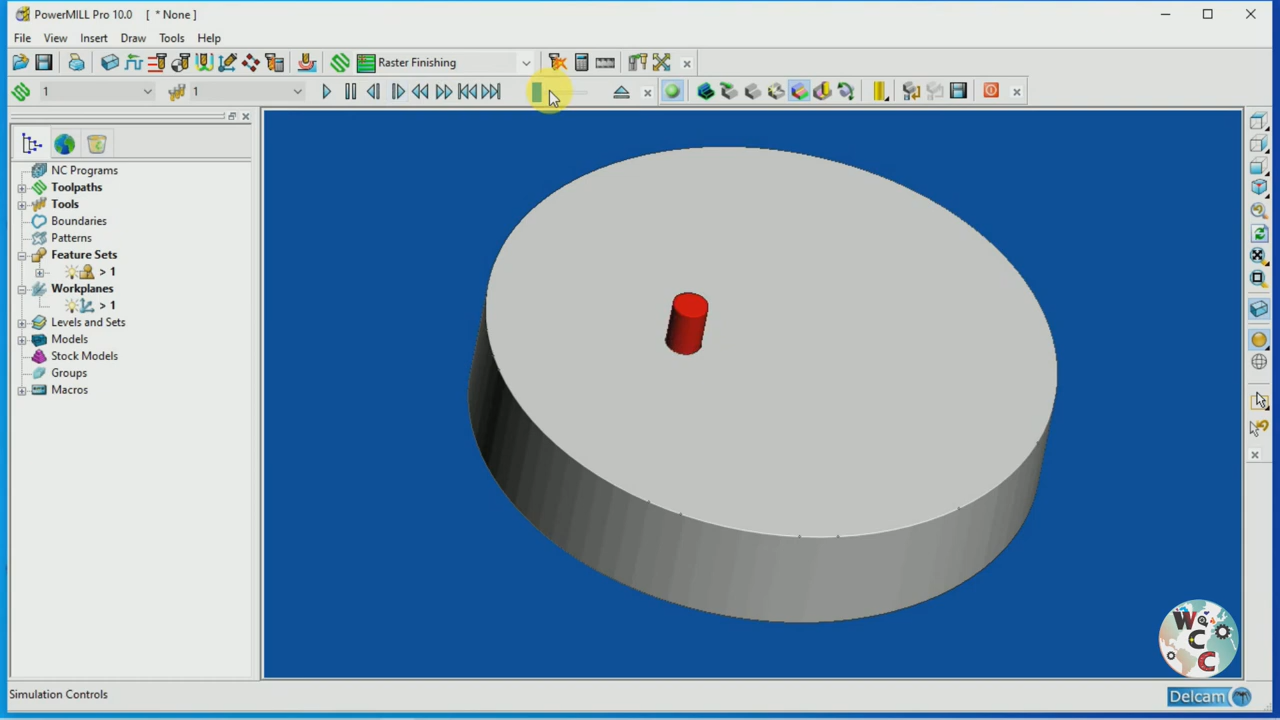 PowerMILL Pro 10.0 [ * None ]
File View Insert Draw Tools Help
Raster Finishing
1 1
NC Programs
Toolpaths
Tools
Boundaries
Patterns
Feature Sets
> 1
Workplanes
> 1
Levels and Sets
Models
Stock Models
Groups
Macros
W
C
C
Simulation Controls
Delcam